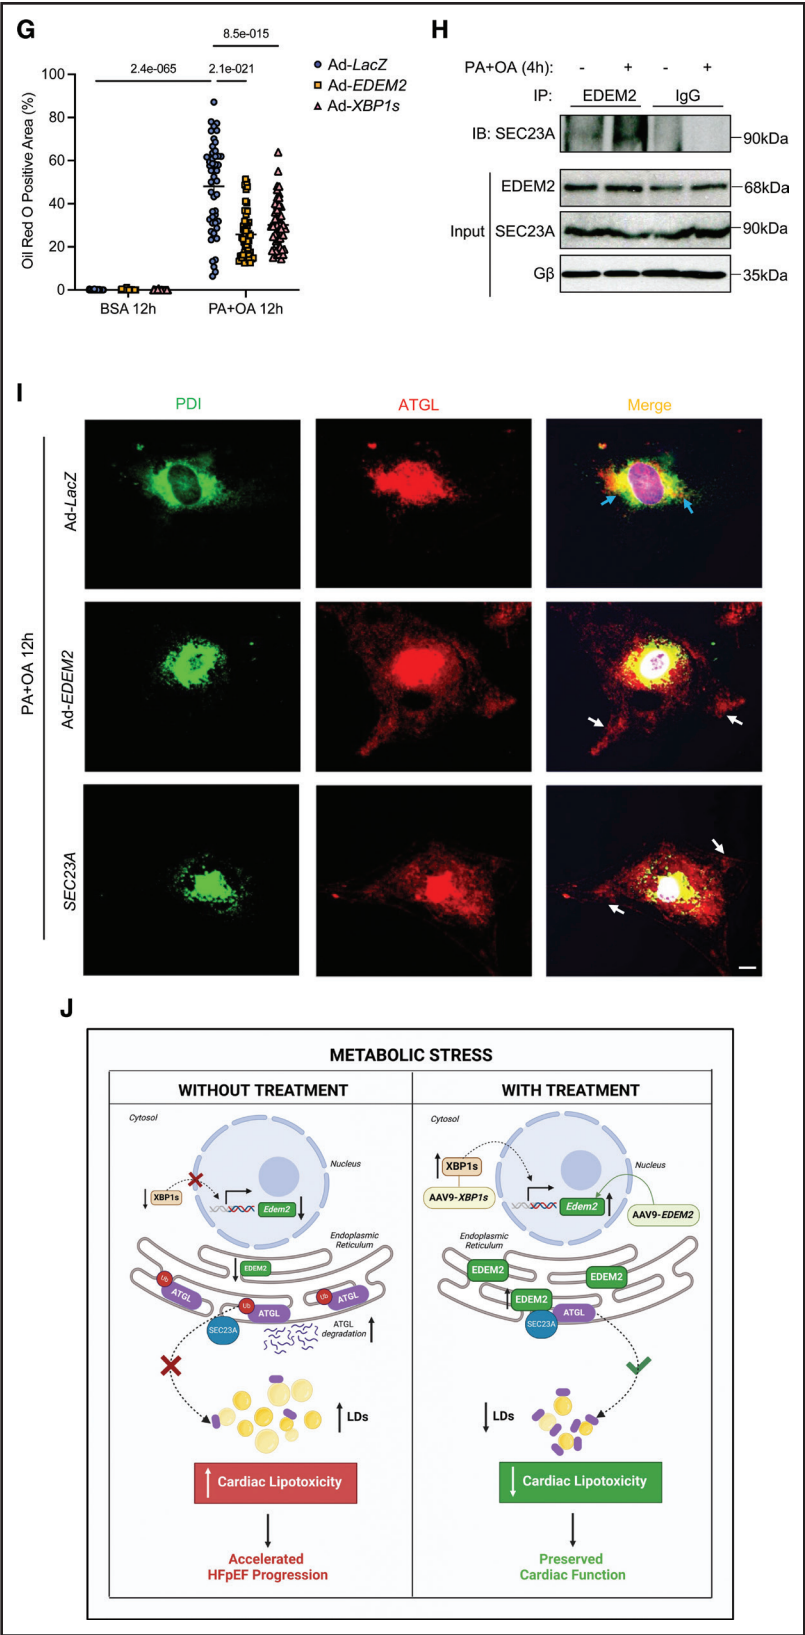 G
8.5e-015
2.4e-065
2.1e-021
Ad-LacZ
Ad-EDEM2
Ad-XBP1s
Oil Red O Positive Area (%)
100
80
60
40
20
0
BSA 12h
PA+OA 12h
H
PA+OA (4h): - + - +
IP: EDEM2 IgG
IB: SEC23A
90kDa
Input
EDEM2
68kDa
SEC23A
90kDa
Gβ
35kDa
I
PDI
ATGL
Merge
PA+OA 12h
Ad-LacZ
Ad-EDEM2
SEC23A
J
METABOLIC STRESS
WITHOUT TREATMENT
Cytosol
Nucleus
XBP1s
Edem2
Endoplasmic
Reticulum
EDEM2
Ub
ATGL
Ub
ATGL
Ub
ATGL
SEC23A
ATGL
degradation
LDs
Cardiac Lipotoxicity
Accelerated
HFpEF Progression
WITH TREATMENT
Cytosol
Nucleus
XBP1s
AAV9-XBP1s
Edem2
AAV9-EDEM2
Endoplasmic
Reticulum
EDEM2
EDEM2
EDEM2
ATGL
SEC23A
LDs
Cardiac Lipotoxicity
Preserved
Cardiac Function